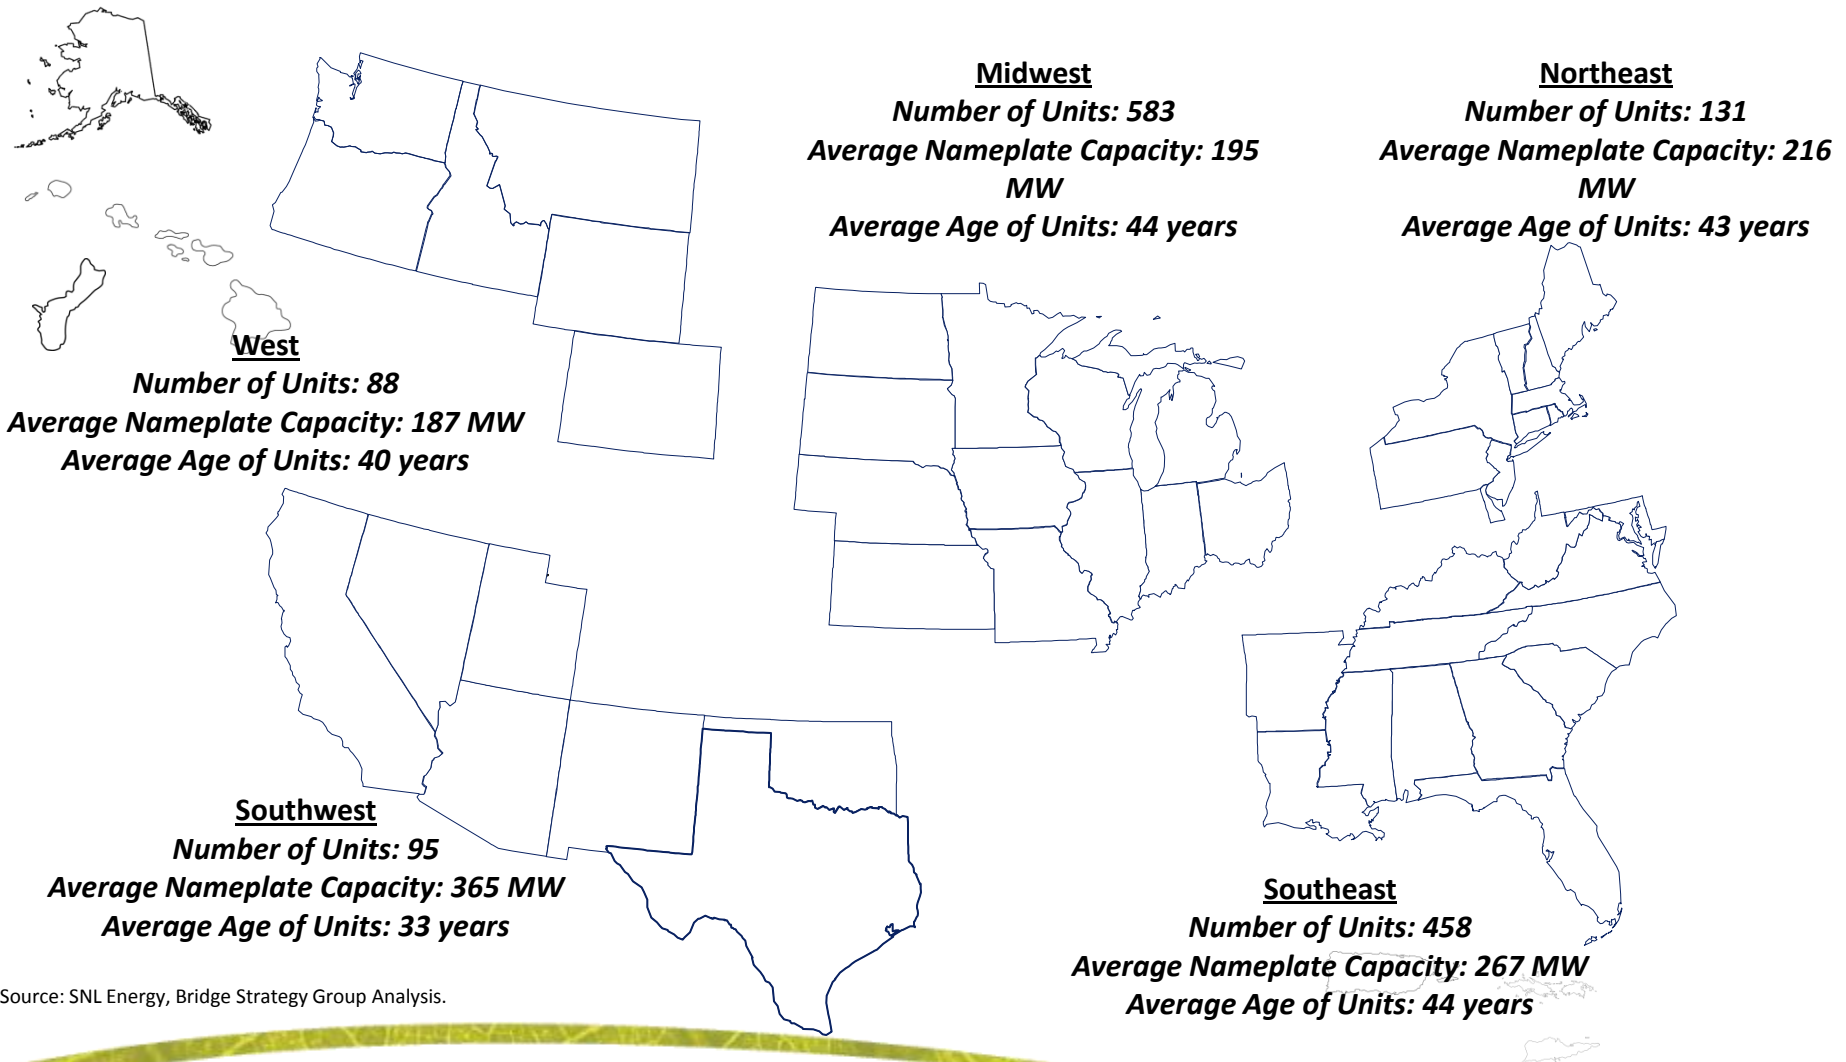 Midwest
Number of Units: 583
Average Nameplate Capacity: 195
MW
Average Age of Units: 44 years
Northeast
Number of Units: 131
Average Nameplate Capacity: 216
MW
Average Age of Units: 43 years
West
Number of Units: 88
Average Nameplate Capacity: 187 MW
Average Age of Units: 40 years
Southwest
Number of Units: 95
Average Nameplate Capacity: 365 MW
Average Age of Units: 33 years
Southeast
Number of Units: 458
Average Nameplate Capacity: 267 MW
Average Age of Units: 44 years
Source: SNL Energy, Bridge Strategy Group Analysis.